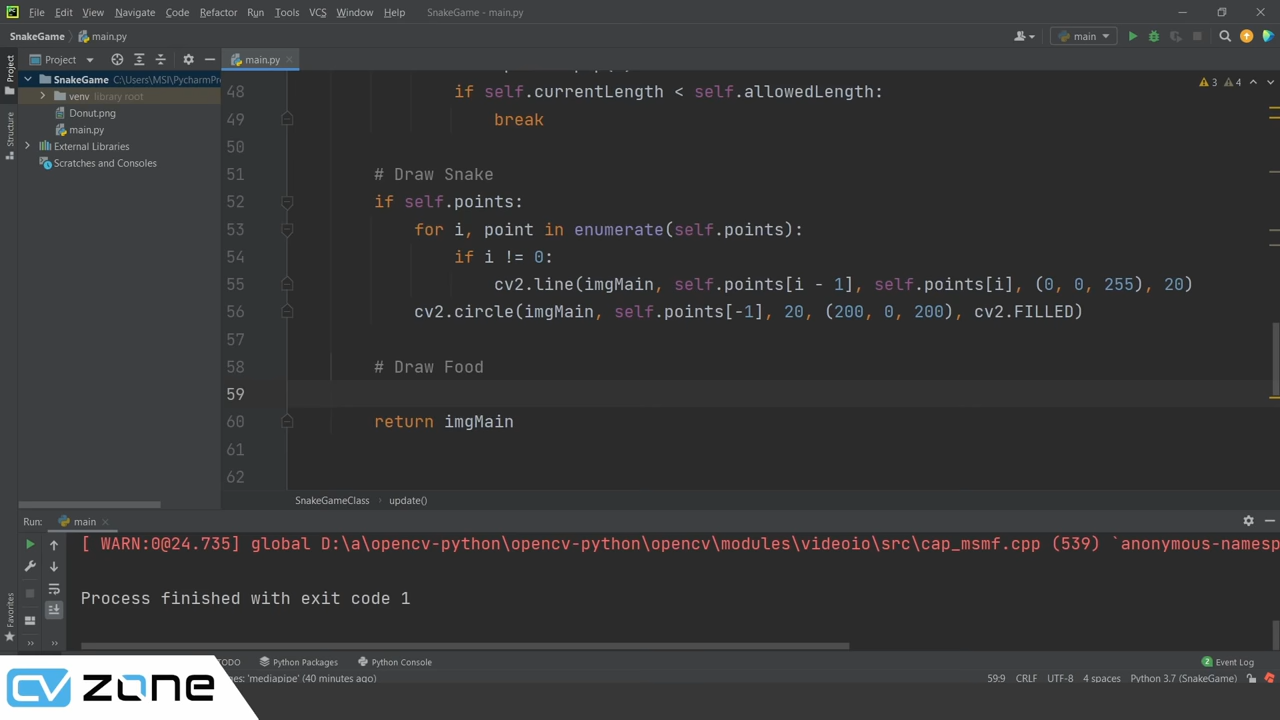 File Edit View Navigate Code Refactor Run Tools VCS Window Help SnakeGame - main.py
SnakeGame main.py main
Project main.py
Project
SnakeGame C:\Users\MSI\PycharmPr
venv library root
Donut.png
main.py
External Libraries
Scratches and Consoles
Structure
Favorites
3 4
48 if self.currentLength < self.allowedLength:
49 break
50
51 # Draw Snake
52 if self.points:
53 for i, point in enumerate(self.points):
54 if i != 0:
55 cv2.line(imgMain, self.points[i - 1], self.points[i], (0, 0, 255), 20)
56 cv2.circle(imgMain, self.points[-1], 20, (200, 0, 200), cv2.FILLED)
57
58 # Draw Food
59
60 return imgMain
61
62
SnakeGameClass update()
Run: main
[ WARN:0@24.735] global D:\a\opencv-python\opencv-python\opencv\modules\videoio\src\cap_msmf.cpp (539) `anonymous-namesp
Process finished with exit code 1
TODO Python Packages Python Console 2 Event Log
nes: 'mediapipe' (40 minutes ago) 59:9 CRLF UTF-8 4 spaces Python 3.7 (SnakeGame)
CV ZONE